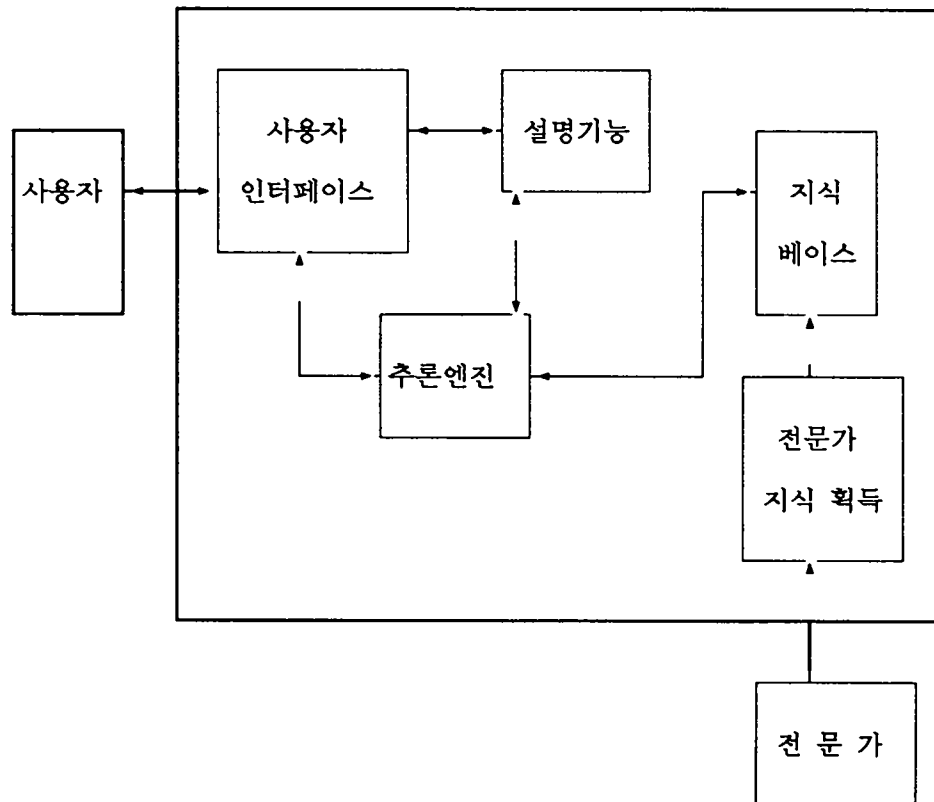 사용자
인터페이스
설명기능
사용자
지식
베이스
추론엔진
전문가
지식 획득
전 문 가